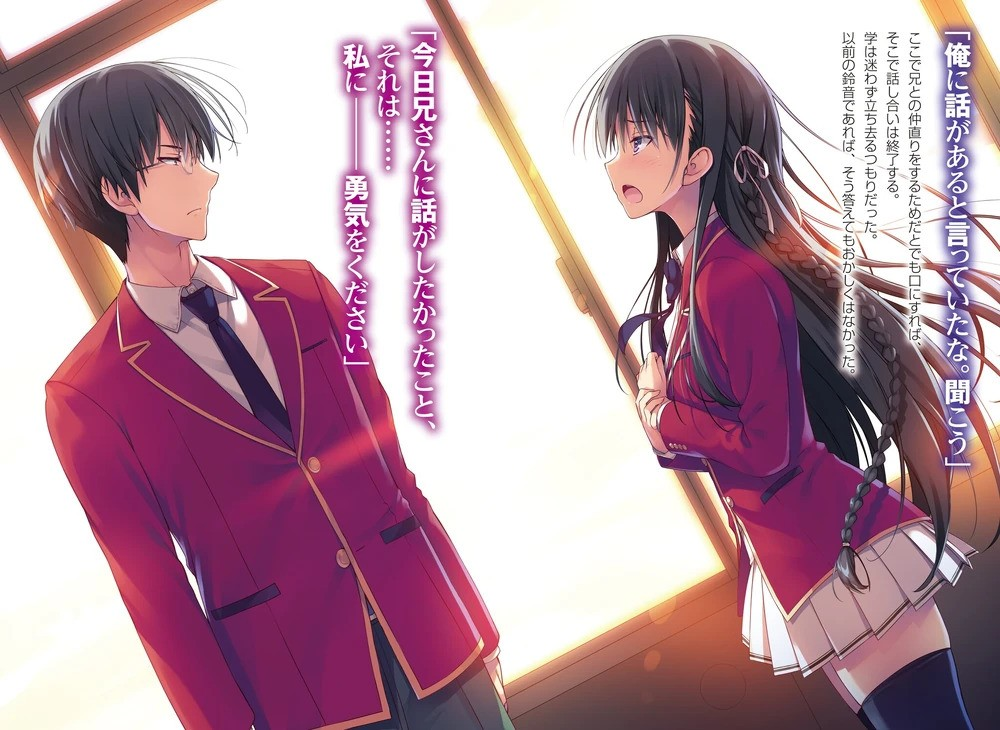 「俺に話があると言っていたな。聞こう」
ここで兄との仲直りをするためだとでも口にすれば、
そこで話し合いは終了する。
学は迷わず立ち去るつもりだった。
以前の鈴音であれば、そう答えてもおかしくはなかった。
「今日兄さんに話がしたかったこと、
それは……
私に――勇気をください」